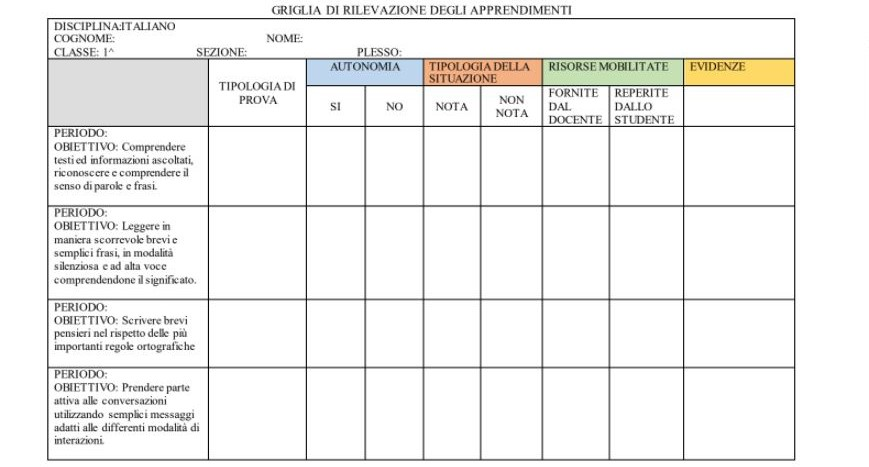 GRIGLIA DI RILEVAZIONE DEGLI APPRENDIMENTI
DISCIPLINA:ITALIANO
COGNOME: NOME:
CLASSE: 1^ SEZIONE: PLESSO:
TIPOLOGIA DI
PROVA
AUTONOMIA
TIPOLOGIA DELLA
SITUAZIONE
RISORSE MOBILITATE
EVIDENZE
SI
NO
NOTA
NON
NOTA
FORNITE
DAL
DOCENTE
REPERITE
DALLO
STUDENTE
PERIODO:
OBIETTIVO: Comprendere
testi ed informazioni ascoltati,
riconoscere e comprendere il
senso di parole e frasi.
PERIODO:
OBIETTIVO: Leggere in
maniera scorrevole brevi e
semplici frasi, in modalità
silenziosa e ad alta voce
comprendendone il significato.
PERIODO:
OBIETTIVO: Scrivere brevi
pensieri nel rispetto delle più
importanti regole ortografiche
PERIODO:
OBIETTIVO: Prendere parte
attiva alle conversazioni
utilizzando semplici messaggi
adatti alle differenti modalità di
interazioni.